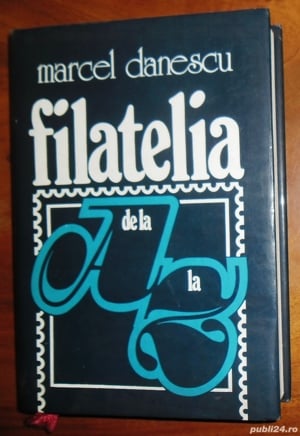 marcel danescu
filatelia
de la
A
la
Z
publi24.ro